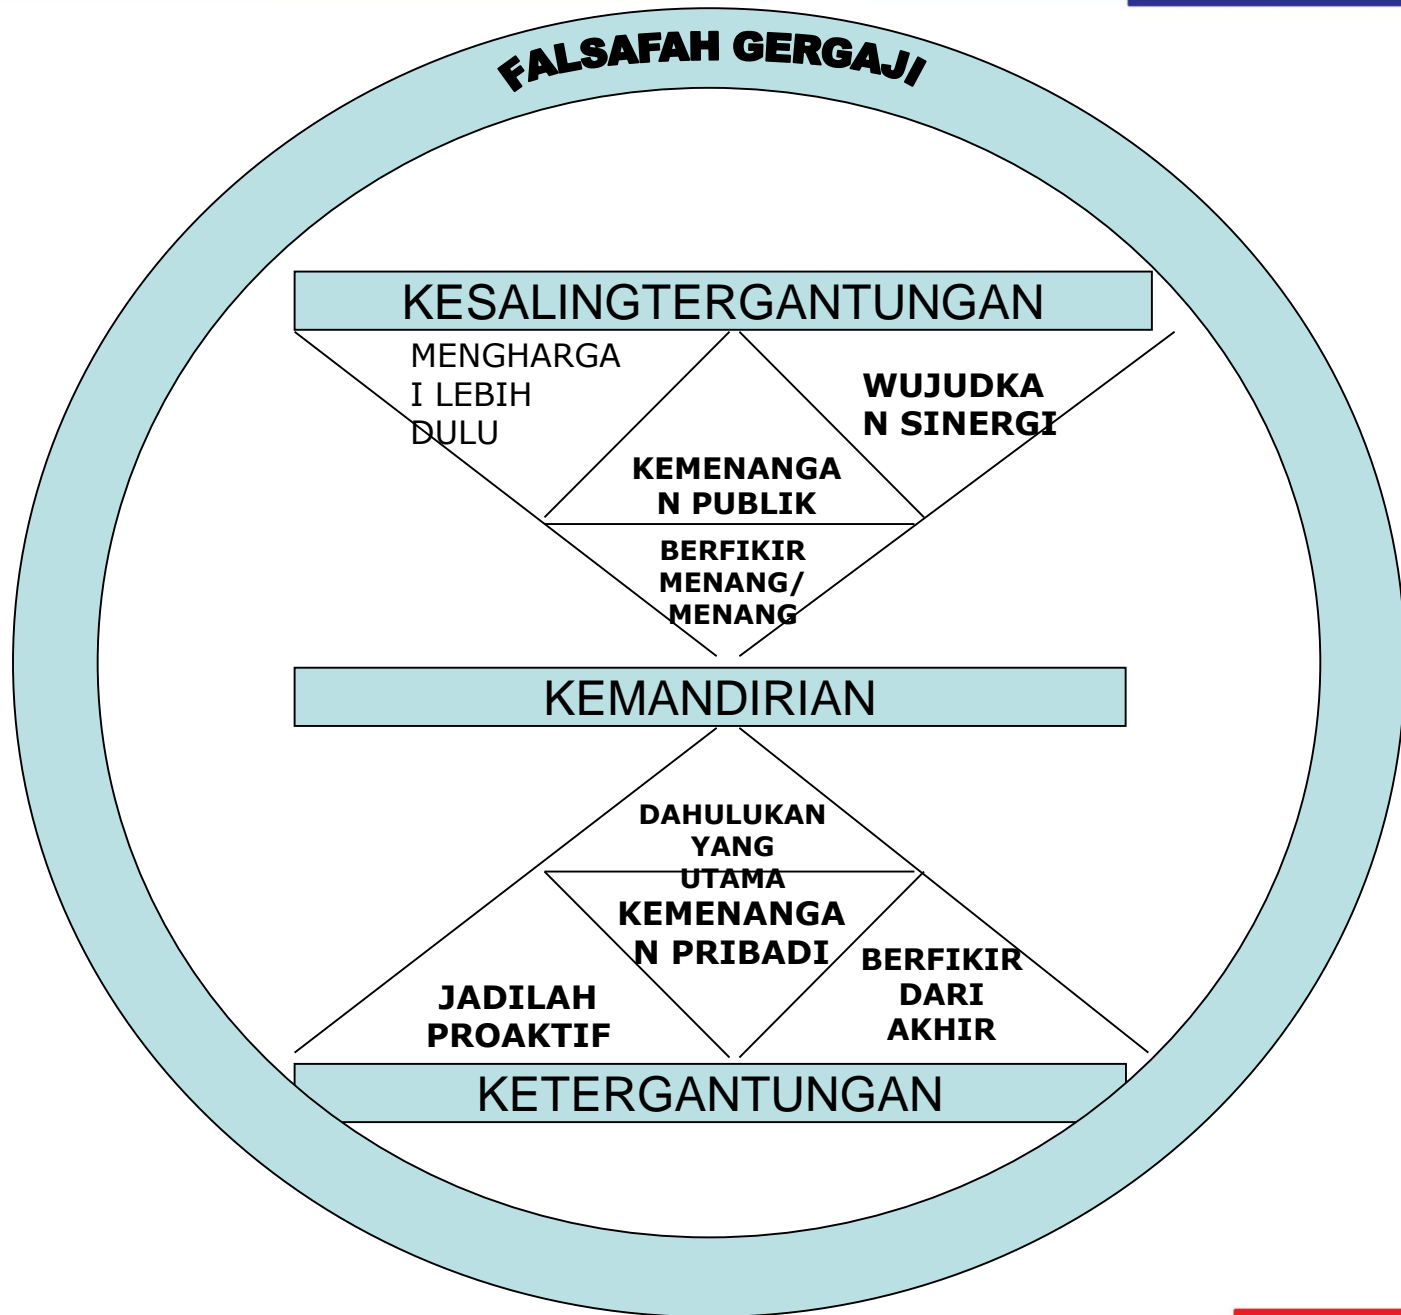 FALSAFAH GERGAJI
KESALINGTERGANTUNGAN
MENGHARGA
I LEBIH
DULU
WUJUDKA
N SINERGI
KEMENANGA
N PUBLIK
BERFIKIR
MENANG/
MENANG
KEMANDIRIAN
DAHULUKAN
YANG
UTAMA
KEMENANGA
N PRIBADI
JADILAH
PROAKTIF
BERFIKIR
DARI
AKHIR
KETERGANTUNGAN